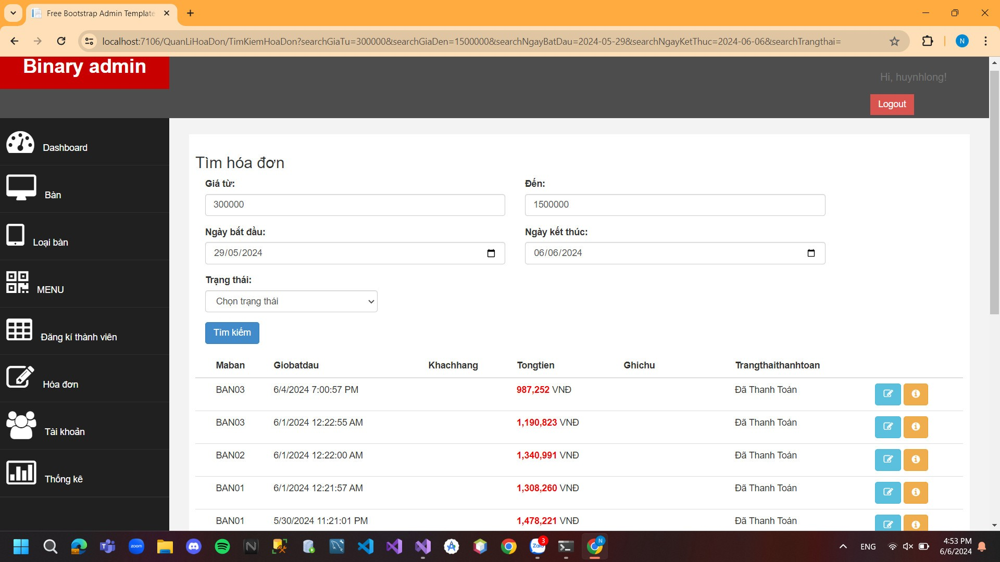 Free Bootstrap Admin Template
localhost:7106/QuanLiHoaDon/TimKiemHoaDon?searchGiaTu=300000&searchGiaDen=1500000&searchNgayBatDau=2024-05-29&searchNgayKetThuc=2024-06-06&searchTrangthai=
N
Binary admin
Hi, huynhlong!
Logout
Dashboard
Bàn
Loại bàn
MENU
Đăng kí thành viên
Hóa đơn
Tài khoản
Thống kê
Tìm hóa đơn
Giá từ: Đến:
300000 1500000
Ngày bắt đầu: Ngày kết thúc:
29/05/2024 06/06/2024
Trạng thái:
Chọn trạng thái
Tìm kiếm
Maban Giobatdau Khachhang Tongtien Ghichu Trangthaithanhtoan
BAN03 6/4/2024 7:00:57 PM 987,252 VNĐ Đã Thanh Toán
BAN03 6/1/2024 12:22:55 AM 1,190,823 VNĐ Đã Thanh Toán
BAN02 6/1/2024 12:22:00 AM 1,340,991 VNĐ Đã Thanh Toán
BAN01 6/1/2024 12:21:57 AM 1,308,260 VNĐ Đã Thanh Toán
BAN01 5/30/2024 11:21:01 PM 1,478,221 VNĐ Đã Thanh Toán
zoom
Zalo
3
N
ENG
4:53 PM
6/6/2024